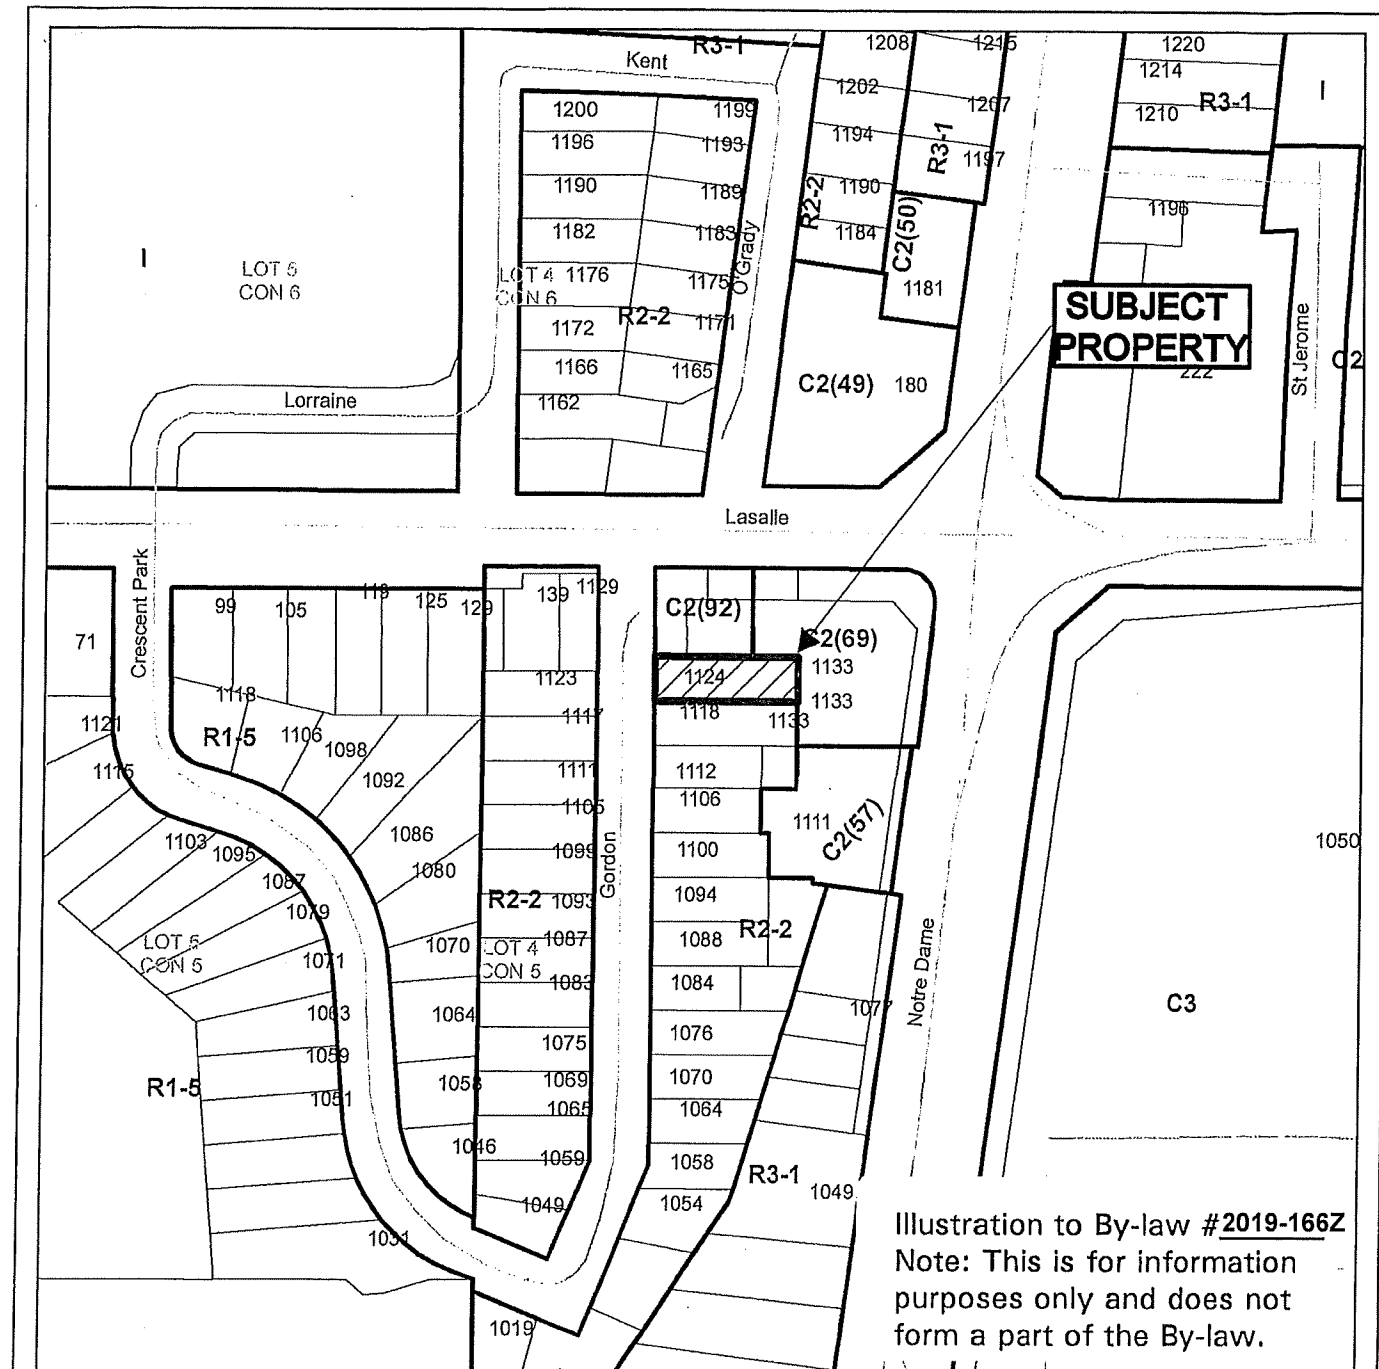 R3-1
1208
1215
1220
Kent
1214
1202
I
1200
1199
1207
R3-1
1210
1196
1193
1194
R3-1
1197
1190
1189
1190
R2-2
C2(50)
1196
1182
1183
1184
I
LOT 5
CON 6
LOT 4
CON 6
1176
1175
O'Grady
1181
SUBJECT
PROPERTY
R2-2
1172
1171
St Jerome
1166
1165
C2(49)
180
222
C2
Lorraine
1162
Lasalle
Crescent Park
99
105
119
125
129
139
1129
C2(92)
71
C2(69)
1133
1124
1123
1118
1133
1118
1133
1117
1121
R1-5
1106
1098
1115
1092
1111
1112
1106
1105
1111
C2(57)
1103
1095
1086
1099
1100
1050
1080
Gordon
1087
1079
R2-2
1093
1094
LOT 5
CON 5
1070
LOT 4
CON 5
1087
1088
R2-2
Notre Dame
1071
1083
1084
1077
C3
1063
1064
1075
1076
1059
1069
1070
R1-5
1051
1058
1065
1064
1046
1059
1058
R3-1
1049
1049
1054
1031
1019
Illustration to By-law #2019-166Z
Note: This is for information
purposes only and does not
form a part of the By-law.